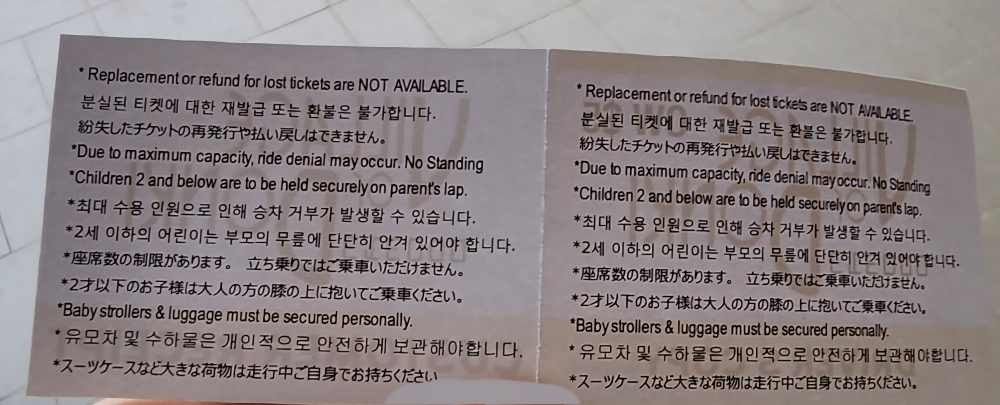 * Replacement or refund for lost tickets are NOT AVAILABLE.
분실된 티켓에 대한 재발급 또는 환불은 불가합니다.
紛失したチケットの再発行や払い戻しはできません。
*Due to maximum capacity, ride denial may occur. No Standing
*Children 2 and below are to be held securely on parent's lap.
*최대 수용 인원으로 인해 승차 거부가 발생할 수 있습니다.
*2세 이하의 어린이는 부모의 무릎에 단단히 안겨 있어야 합니다.
*座席数の制限があります。 立ち乗りではご乗車いただけません。
*2才以下のお子様は大人の方の膝の上に抱いてご乗車ください。
*Baby strollers & luggage must be secured personally.
* 유모차 및 수하물은 개인적으로 안전하게 보관해야합니다.
*スーツケースなど大きな荷物は走行中ご自身でお持ちください
* Replacement or refund for lost tickets are NOT AVAILABLE.
분실된 티켓에 대한 재발급 또는 환불은 불가합니다.
紛失したチケットの再発行や払い戻しはできません。
*Due to maximum capacity, ride denial may occur. No Standing
*Children 2 and below are to be held securely on parent's lap.
*최대 수용 인원으로 인해 승차 거부가 발생할 수 있습니다.
*2세 이하의 어린이는 부모의 무릎에 단단히 안겨 있어야 합니다.
*座席数の制限があります。 立ち乗りではご乗車いただけません。
*2才以下のお子様は大人の方の膝の上に抱いてご乗車ください。
*Baby strollers & luggage must be secured personally.
* 유모차 및 수하물은 개인적으로 안전하게 보관해야합니다.
*スーツケースなど大きな荷物は走行中ご自身でお持ちください。